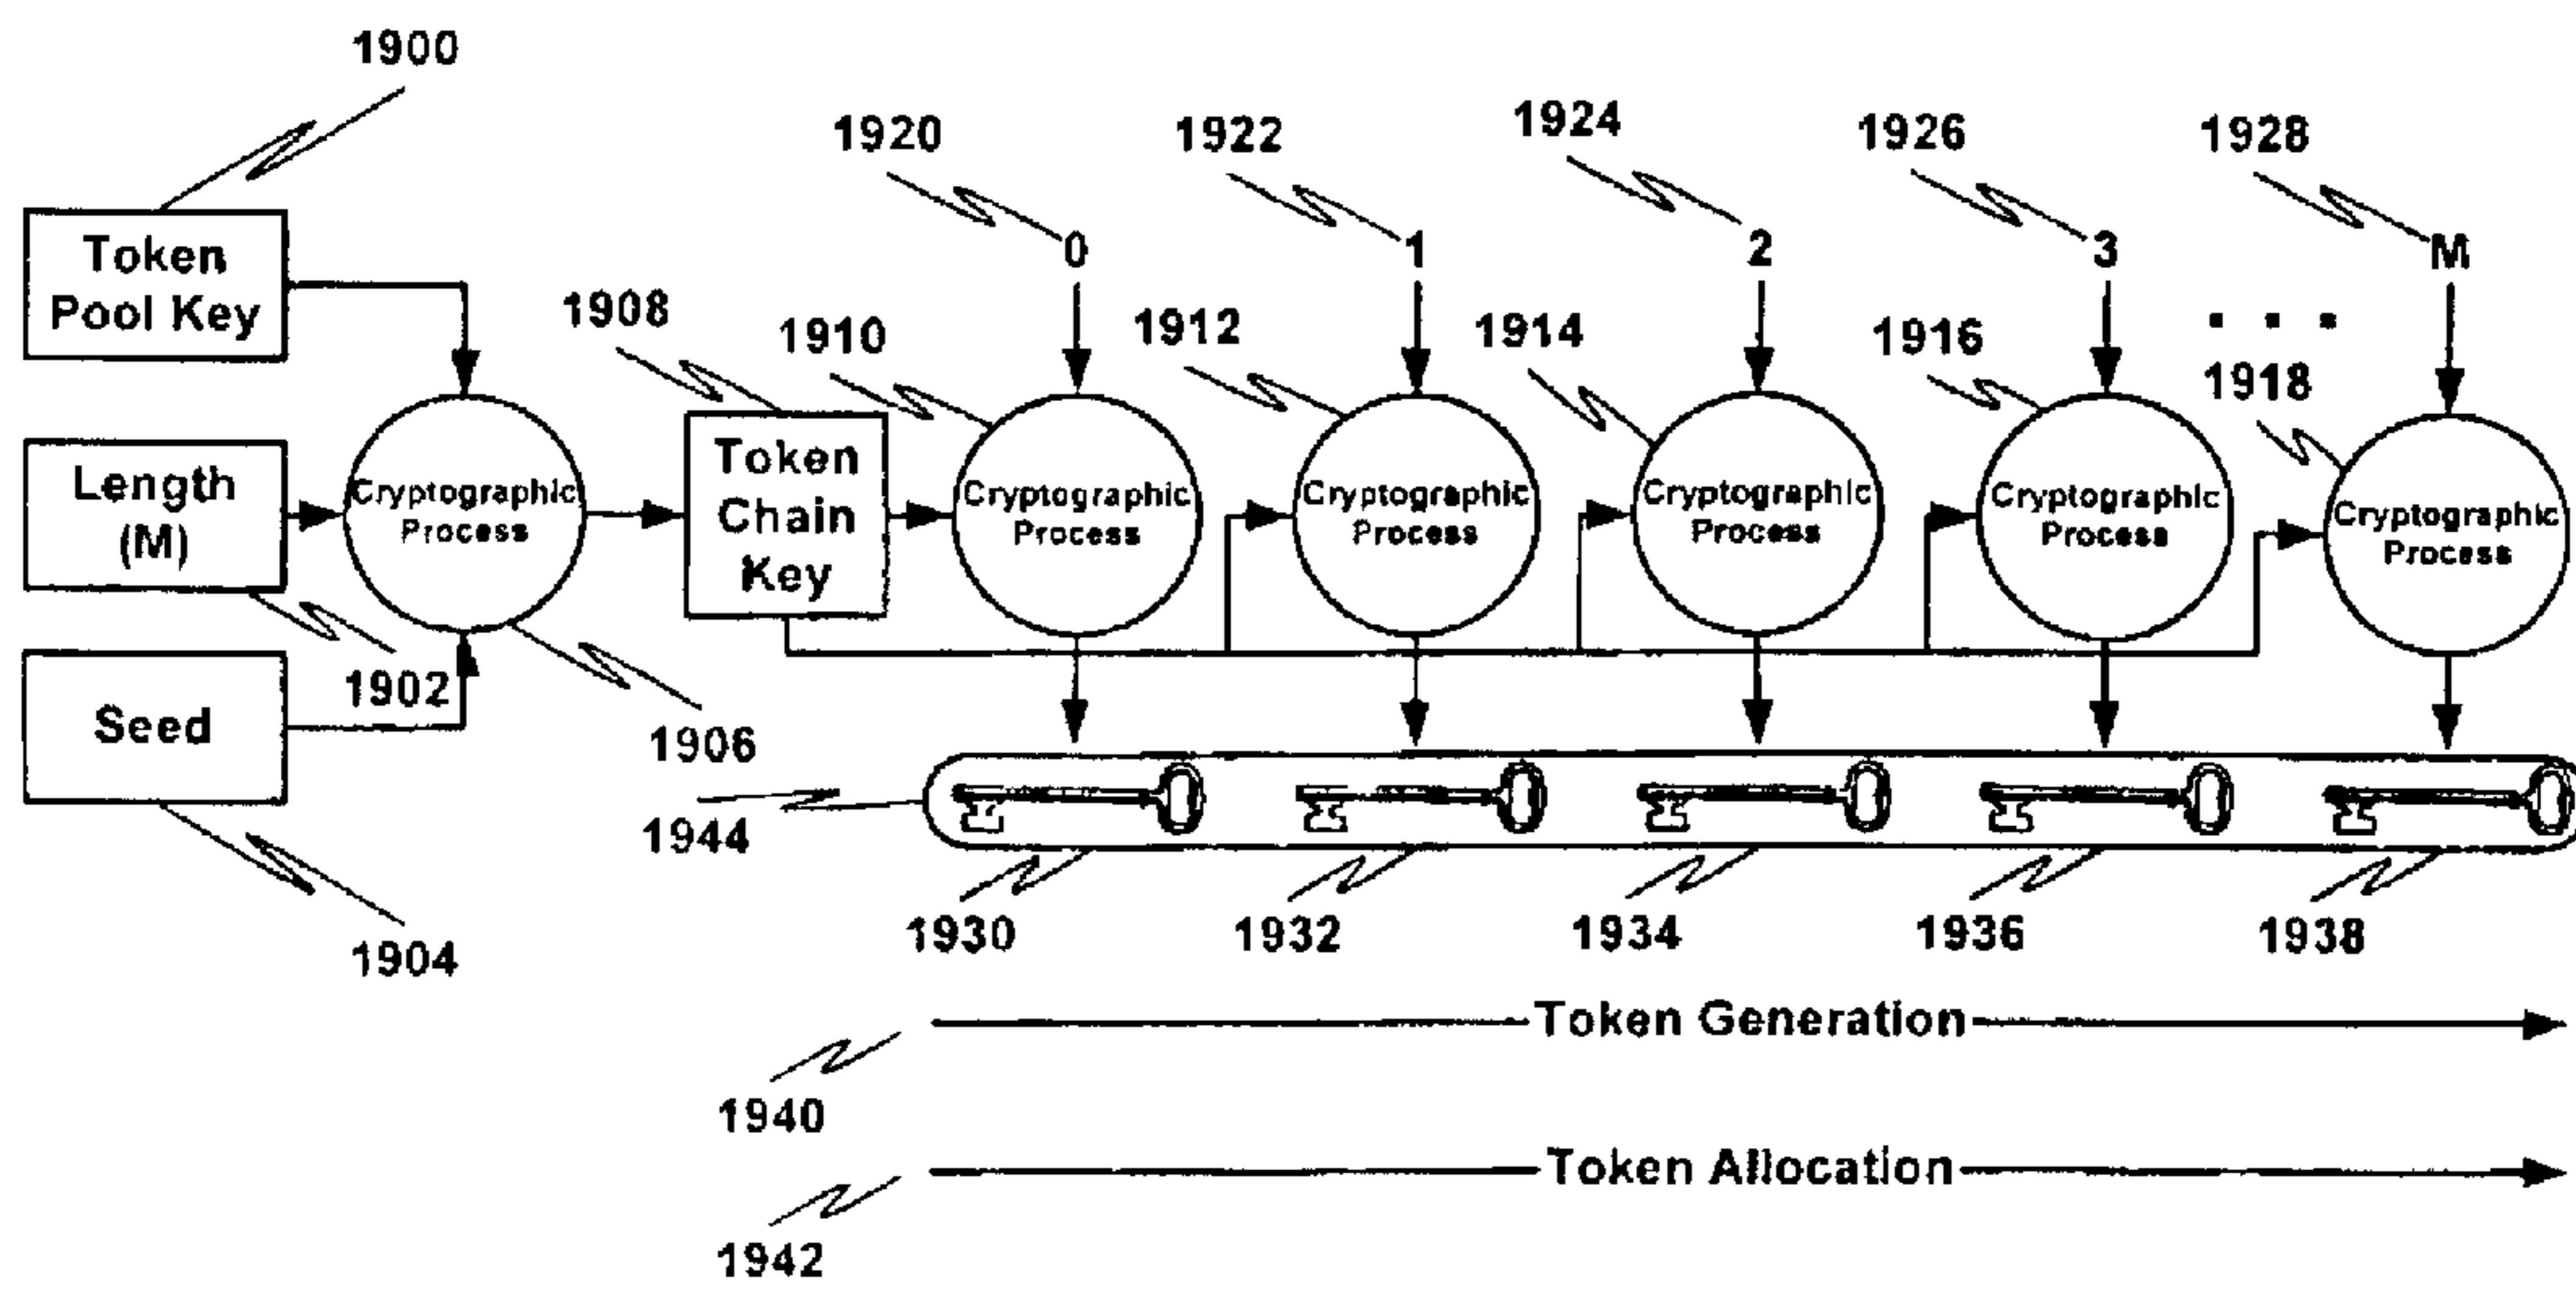 1900
1920
1922
1924
1926
1928
Token
Pool Key
0
1
2
3
M
1908
1910
1912
1914
1916
. . .
1918
Length
(M)
Cryptographic
Process
Token
Chain
Key
Cryptographic
Process
Cryptographic
Process
Cryptographic
Process
Cryptographic
Process
Cryptographic
Process
1902
Seed
1906
1944
1904
1930
1932
1934
1936
1938
Token Generation
1940
Token Allocation
1942